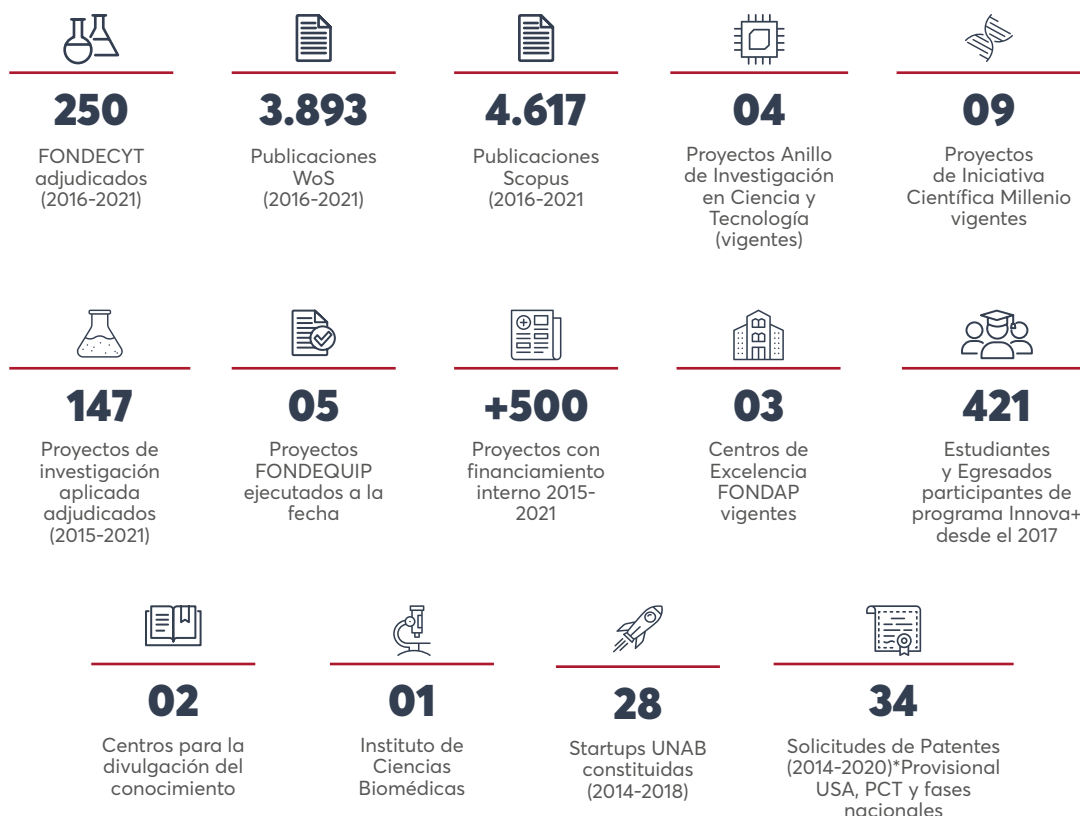 250
FONDECYT
adjudicados
(2016-2021)
3.893
Publicaciones
WoS
(2016-2021)
4.617
Publicaciones
Scopus
(2016-2021
04
Proyectos Anillo
de Investigación
en Ciencia y
Tecnología
(vigentes)
09
Proyectos
de Iniciativa
Científica Millenio
vigentes
147
Proyectos de
investigación
aplicada
adjudicados
(2015-2021)
05
Proyectos
FONDEQUIP
ejecutados a la
fecha
+500
Proyectos con
financiamiento
interno 2015-
2021
03
Centros de
Excelencia
FONDAP
vigentes
421
Estudiantes
y Egresados
participantes de
programa Innova+
desde el 2017
02
Centros para la
divulgación del
conocimiento
01
Instituto de
Ciencias
Biomédicas
28
Startups UNAB
constituidas
(2014-2018)
34
Solicitudes de Patentes
(2014-2020)*Provisional
USA, PCT y fases
nacionales